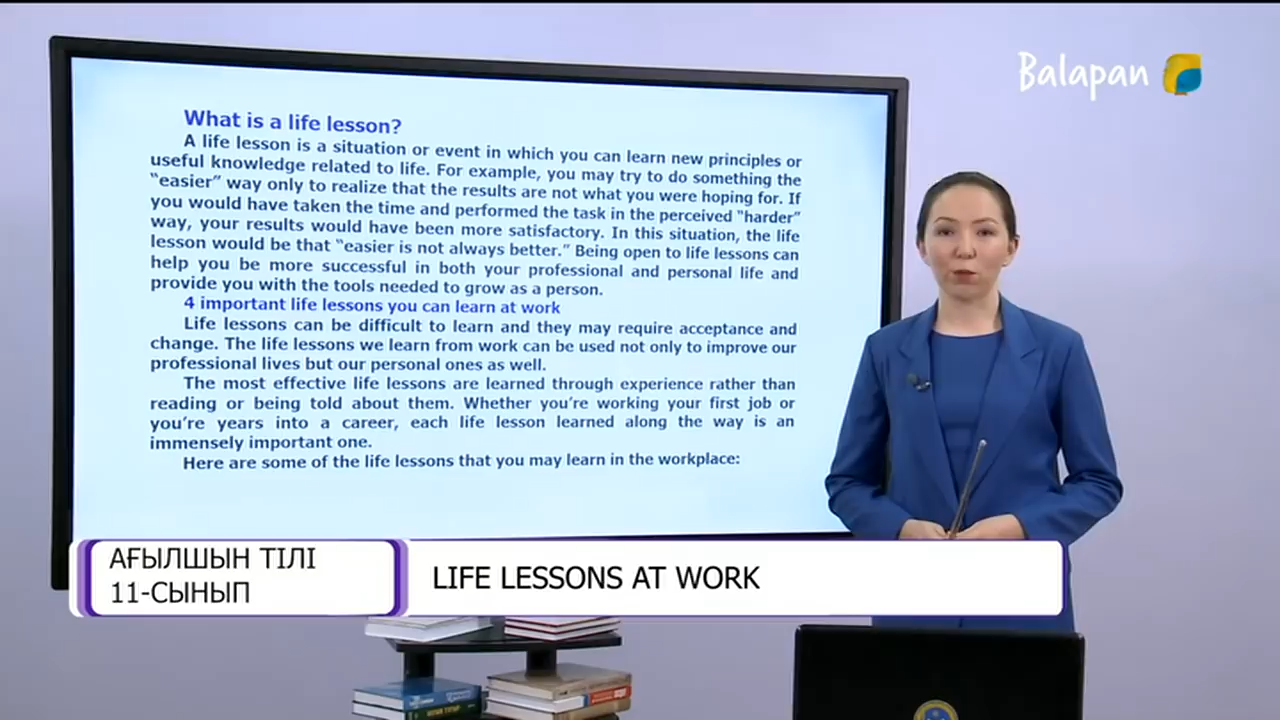 Balapan
What is a life lesson?
A life lesson is a situation or event in which you can learn new principles or
useful knowledge related to life. For example, you may try to do something the
“easier” way only to realize that the results are not what you were hoping for. If
you would have taken the time and performed the task in the perceived “harder”
way, your results would have been more satisfactory. In this situation, the life
lesson would be that “easier is not always better.” Being open to life lessons can
help you be more successful in both your professional and personal life and
provide you with the tools needed to grow as a person.
4 important life lessons you can learn at work
Life lessons can be difficult to learn and they may require acceptance and
change. The life lessons we learn from work can be used not only to improve our
professional lives but our personal ones as well.
The most effective life lessons are learned through experience rather than
reading or being told about them. Whether you’re working your first job or
you’re years into a career, each life lesson learned along the way is an
immensely important one.
Here are some of the life lessons that you may learn in the workplace:
АҒЫЛШЫН ТІЛІ
11-СЫНЫП
LIFE LESSONS AT WORK